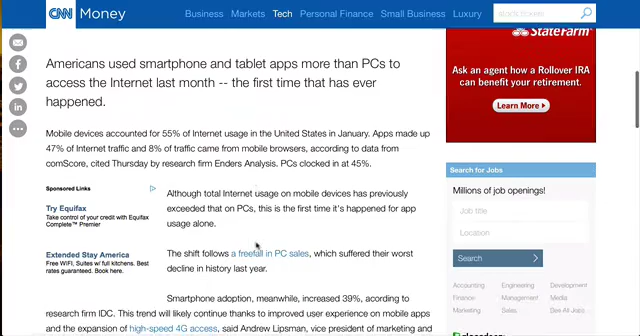 CNN Money
Business Markets Tech Personal Finance Small Business Luxury
StateFarm
Americans used smartphone and tablet apps more than PCs to
access the Internet last month -- the first time that has ever
happened.
Ask an agent how a Rollover IRA
can benefit your retirement.
Learn More ▸
Mobile devices accounted for 55% of Internet usage in the United States in January. Apps made up
47% of Internet traffic and 8% of traffic came from mobile browsers, according to data from
comScore, cited Thursday by research firm Enders Analysis. PCs clocked in at 45%.
Search for Jobs
Millions of job openings!
Job title
Location
Search
Accounting Engineering Development
Finance Management Media
Marketing Sales See All Jobs
Sponsored Links
Try Equifax
Take control of your credit with Equifax
Complete™ Premier
Extended Stay America
Free WIFI, Suites w/ full kitchens. Best
rates guaranteed. Book here.
Although total Internet usage on mobile devices has previously
exceeded that on PCs, this is the first time it's happened for app
usage alone.
The shift follows a freefall in PC sales, which suffered their worst
decline in history last year.
Smartphone adoption, meanwhile, increased 39%, acording to
research firm IDC. This trend will likely continue thanks to improved user experience on mobile apps
and the expansion of high-speed 4G access, said Andrew Lipsman, vice president of marketing and